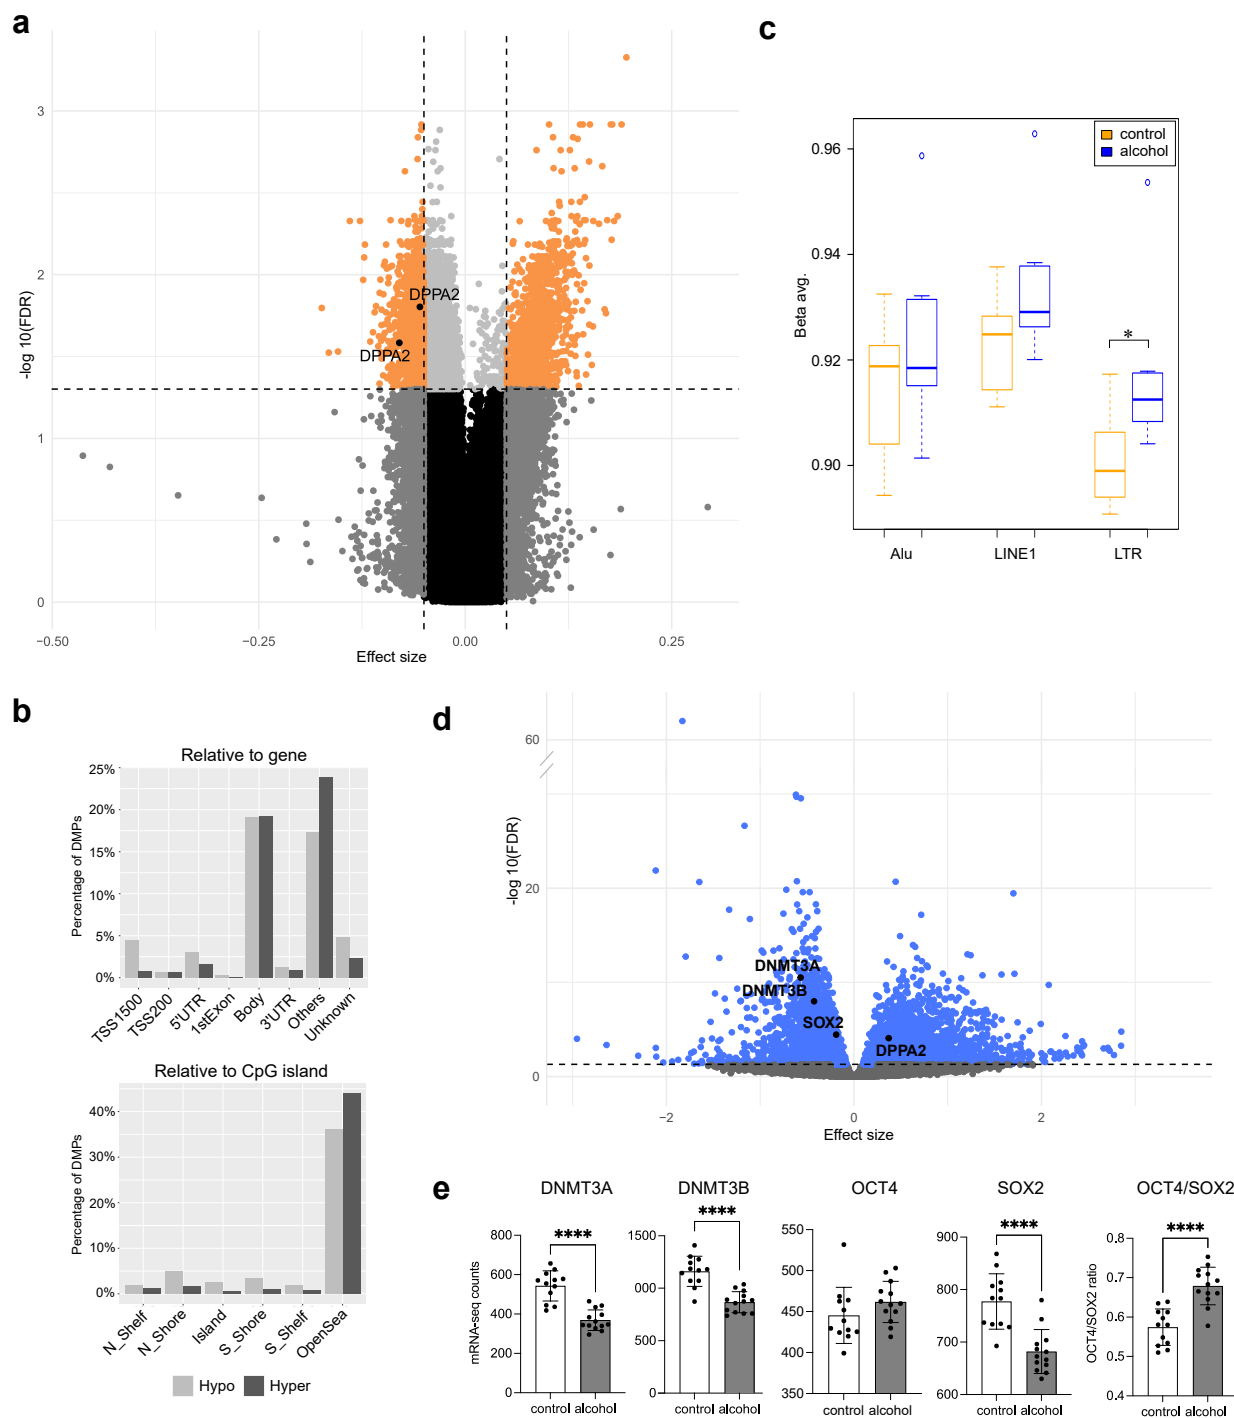 a
3
2
1
0
-log 10(FDR)
DPPA2
DPPA2
−0.50
−0.25
0.00
0.25
Effect size
c
control
alcohol
0.96
0.94
0.92
0.90
Beta avg.
*
Alu
LINE1
LTR
b
Relative to gene
25%
20%
15%
10%
5%
0%
Percentage of DMPs
TSS1500
TSS200
5'UTR
1stExon
Body
3'UTR
Others
Unknown
Relative to CpG island
40%
30%
20%
10%
0%
Percentage of DMPs
N_Shelf
N_Shore
Island
S_Shore
S_Shelf
OpenSea
Hypo
Hyper
d
60
20
0
-log 10(FDR)
DNMT3A
DNMT3B
SOX2
DPPA2
−2
0
2
Effect size
e
DNMT3A
DNMT3B
OCT4
SOX2
OCT4/SOX2
mRNA-seq counts
800
600
400
200
0
****
control alcohol
1500
1000
500
0
****
control alcohol
550
500
450
400
350
control alcohol
900
800
700
600
****
control alcohol
OCT4/SOX2 ratio
0.8
0.7
0.6
0.5
0.4
****
control alcohol